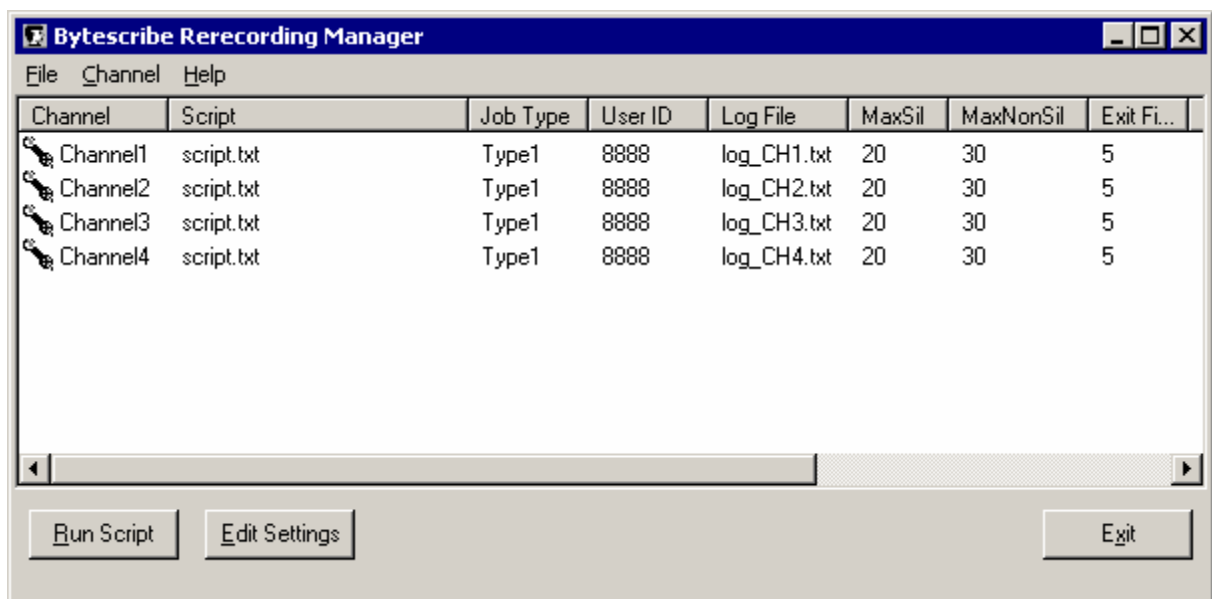 Bytescribe Rerecording Manager
File Channel Help
Channel Script Job Type User ID Log File MaxSil MaxNonSil Exit Fi...
Channel1 script.txt Type1 8888 log_CH1.txt 20 30 5
Channel2 script.txt Type1 8888 log_CH2.txt 20 30 5
Channel3 script.txt Type1 8888 log_CH3.txt 20 30 5
Channel4 script.txt Type1 8888 log_CH4.txt 20 30 5
Run Script Edit Settings Exit